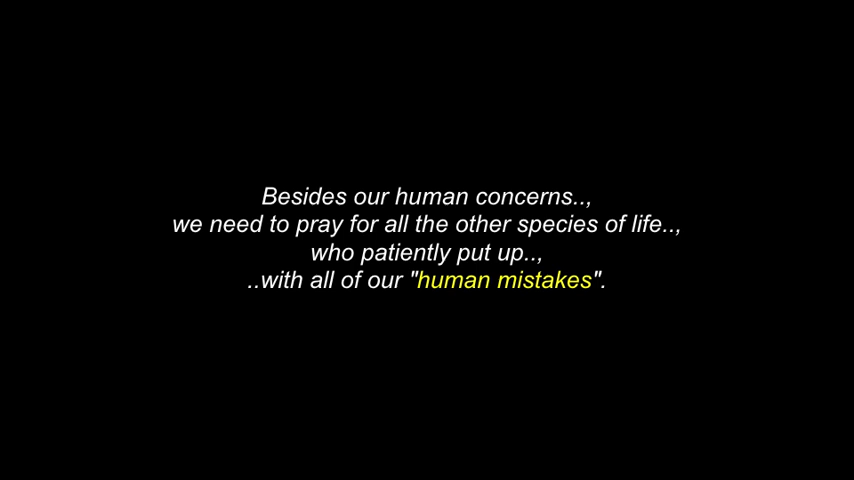 Besides our human concerns..,
we need to pray for all the other species of life..,
who patiently put up..,
..with all of our "human mistakes".